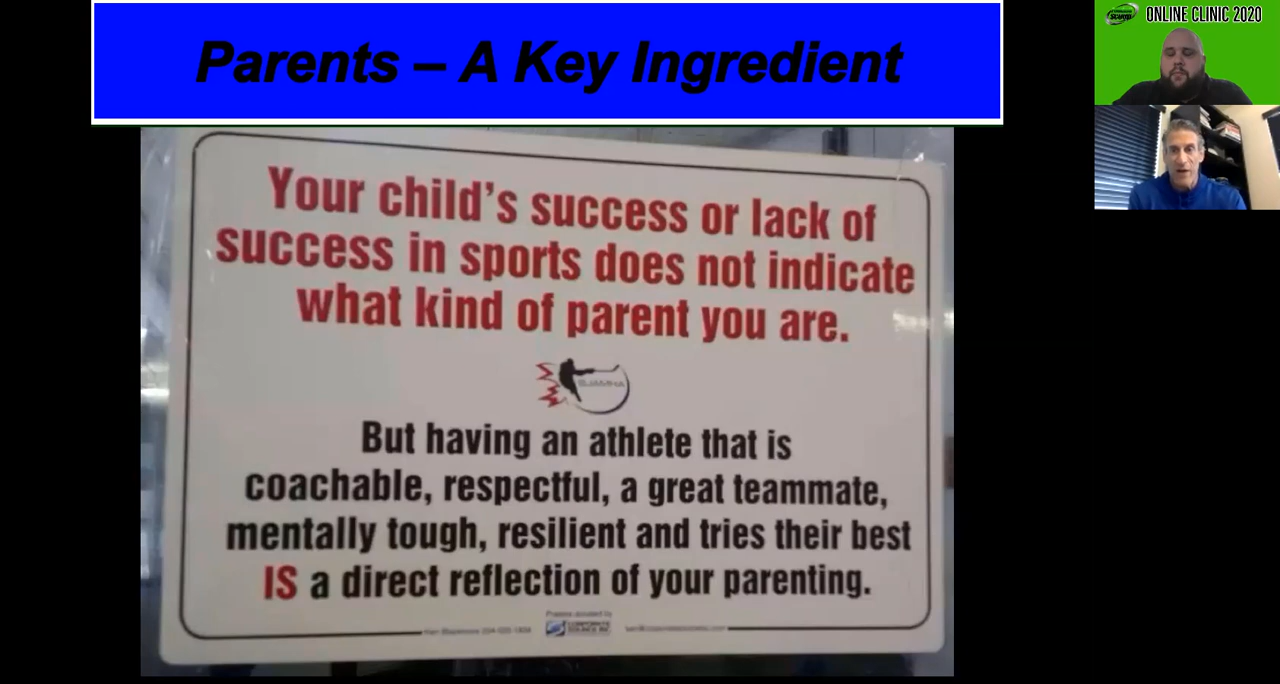 Parents – A Key Ingredient
ONLINE CLINIC 2020
Your child's success or lack of
success in sports does not indicate
what kind of parent you are.
But having an athlete that is
coachable, respectful, a great teammate,
mentally tough, resilient and tries their best
IS a direct reflection of your parenting.